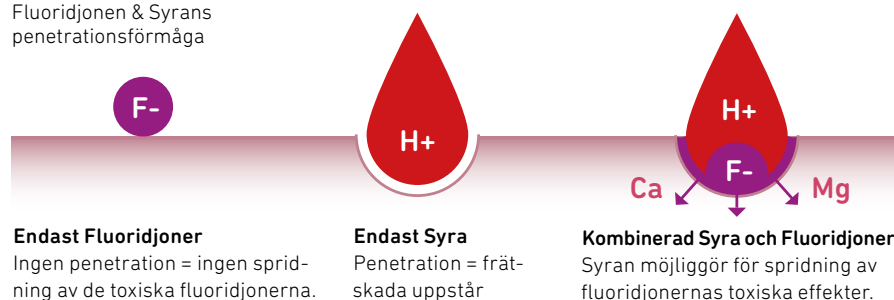 Fluoridjonen & Syrans
penetrationsförmåga
F-
H+
H+
F-
Ca
Mg
Endast Fluoridjoner
Ingen penetration = ingen sprid-
ning av de toxiska fluoridjonerna.
Endast Syra
Penetration = frät-
skada uppstår
Kombinerad Syra och Fluoridjoner
Syran möjliggör för spridning av
fluoridjonernas toxiska effekter.